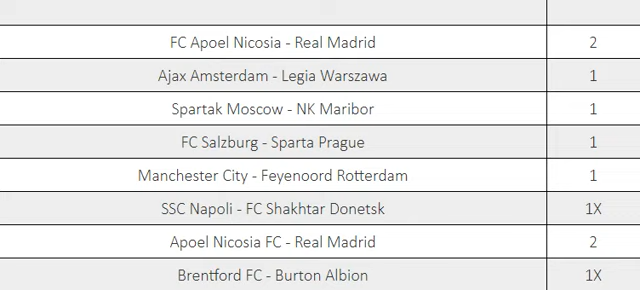 FC Apoel Nicosia - Real Madrid 2
Ajax Amsterdam - Legia Warszawa 1
Spartak Moscow - NK Maribor 1
FC Salzburg - Sparta Prague 1
Manchester City - Feyenoord Rotterdam 1
SSC Napoli - FC Shakhtar Donetsk 1X
Apoel Nicosia FC - Real Madrid 2
Brentford FC - Burton Albion 1X